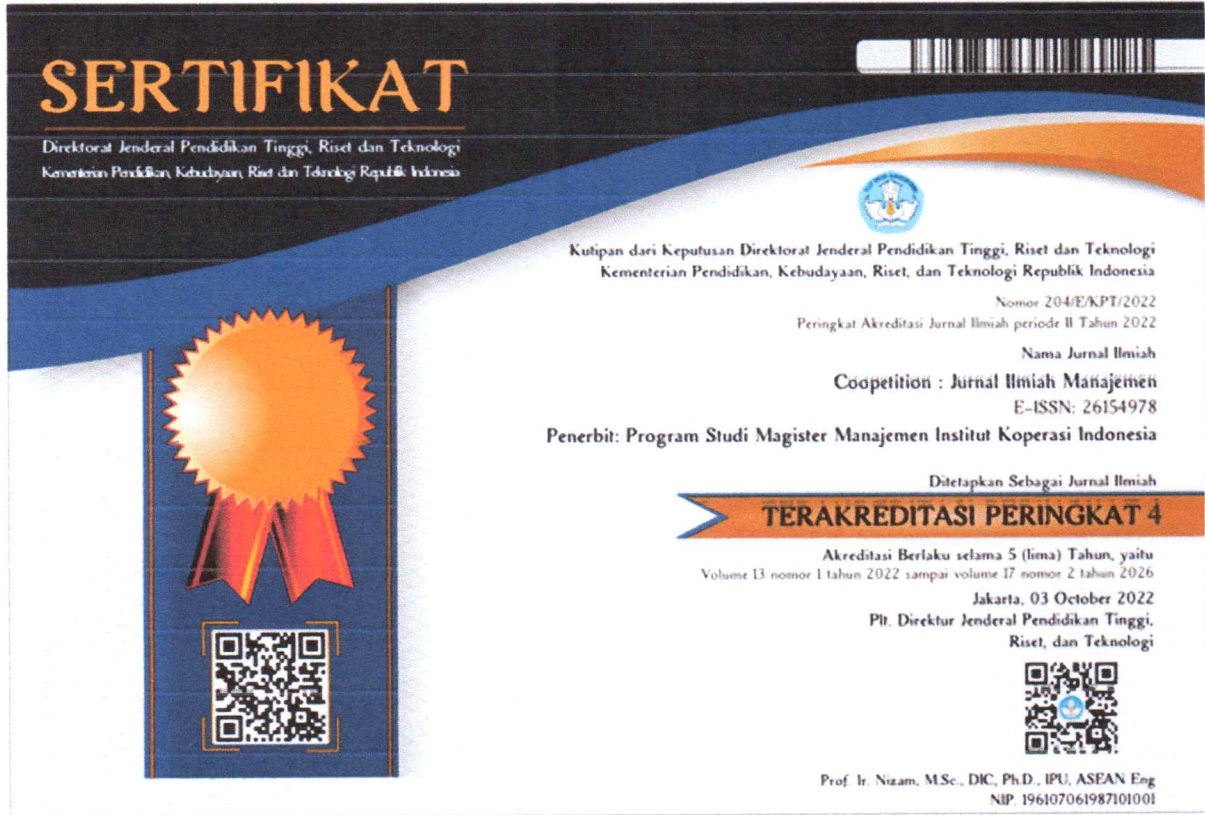 SERTIFIKAT
Direktorat Jenderal Pendidikan Tinggi, Riset dan Teknologi
Kementerian Pendidikan, Kebudayaan, Riset dan Teknologi Republik Indonesia
Kutipan dari Keputusan Direktorat Jenderal Pendidikan Tinggi, Riset dan Teknologi
Kementerian Pendidikan, Kebudayaan, Riset, dan Teknologi Republik Indonesia
Nomor 204/E/KPT/2022
Peringkat Akreditasi Jurnal Ilmiah periode II Tahun 2022
Nama Jurnal Ilmiah
Coopetition : Jurnal Ilmiah Manajemen
E-ISSN: 26154978
Penerbit: Program Studi Magister Manajemen Institut Koperasi Indonesia
Ditetapkan Sebagai Jurnal Ilmiah
TERAKREDITASI PERINGKAT 4
Akreditasi Berlaku selama 5 (lima) Tahun, yaitu
Volume 13 nomor 1 tahun 2022 sampai volume 17 nomor 2 tahun 2026
Jakarta, 03 October 2022
Plt. Direktur Jenderal Pendidikan Tinggi,
Riset, dan Teknologi
Prof. Ir. Nizam, M.Sc., DIC, Ph.D., IPU, ASEAN Eng
NIP. 196107061987101001